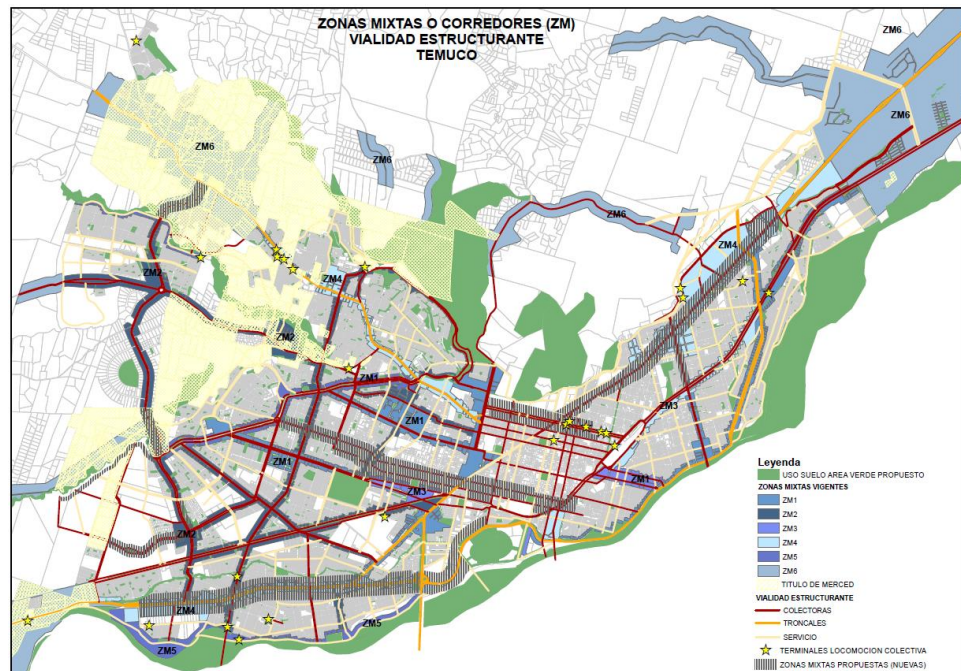 ZONAS MIXTAS O CORREDORES (ZM)
VIALIDAD ESTRUCTURANTE
TEMUCO
ZM6
ZM6
ZM6
ZM6
ZM6
ZM4
ZM2
ZM4
ZM2
ZM1
ZM1
ZM3
ZM1
ZM3
ZM1
ZM2
ZM4
ZM5
ZM5
Leyenda
USO SUELO AREA VERDE PROPUESTO
ZONAS MIXTAS VIGENTES
ZM1
ZM2
ZM3
ZM4
ZM5
ZM6
TITULO DE MERCED
VIALIDAD ESTRUCTURANTE
COLECTORAS
TRONCALES
SERVICIO
TERMINALES LOCOMOCION COLECTIVA
ZONAS MIXTAS PROPUESTAS (NUEVAS)